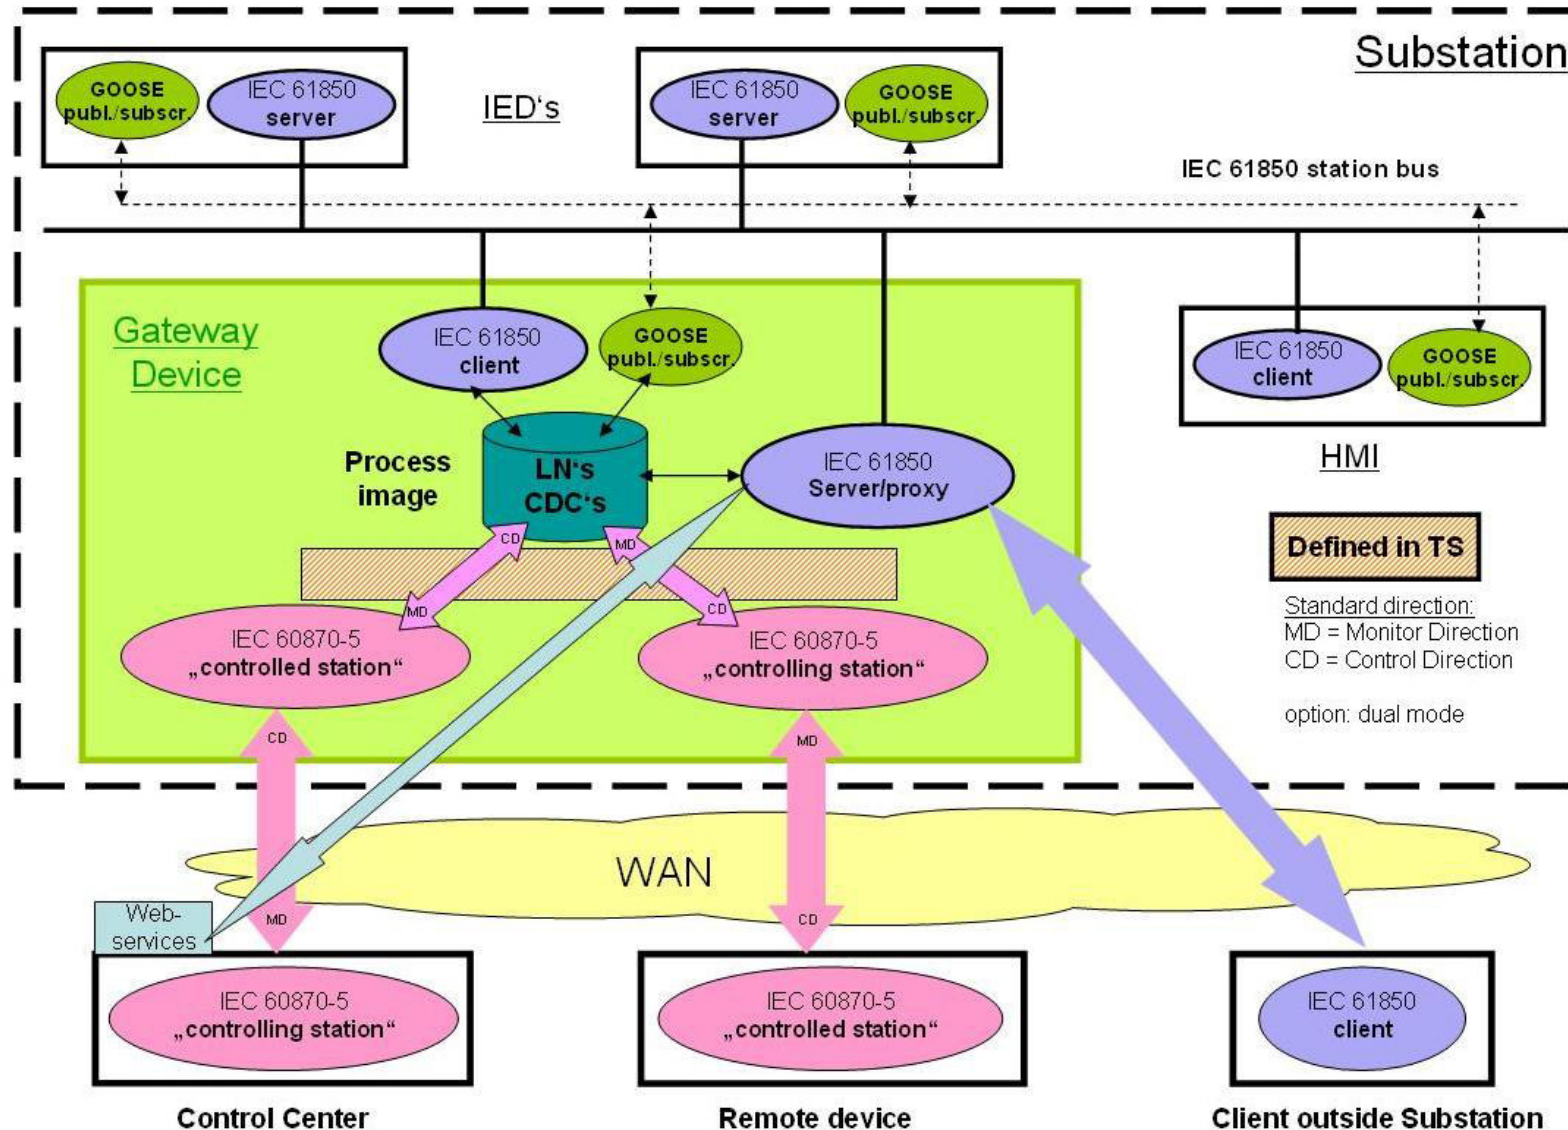 Substation
GOOSE
publ./subscr.
IEC 61850
server
IED‘s
IEC 61850
server
GOOSE
publ./subscr.
IEC 61850 station bus
Gateway
Device
IEC 61850
client
GOOSE
publ./subscr.
IEC 61850
client
GOOSE
publ./subscr.
HMI
Process
image
LN‘s
CDC‘s
IEC 61850
Server/proxy
CD
MD
MD
CD
Defined in TS
Standard direction:
MD = Monitor Direction
CD = Control Direction
option: dual mode
IEC 60870-5
„controlled station“
IEC 60870-5
„controlling station“
CD
MD
WAN
MD
CD
Web-
services
IEC 60870-5
„controlling station“
IEC 60870-5
„controlled station“
IEC 61850
client
Control Center
Remote device
Client outside Substation